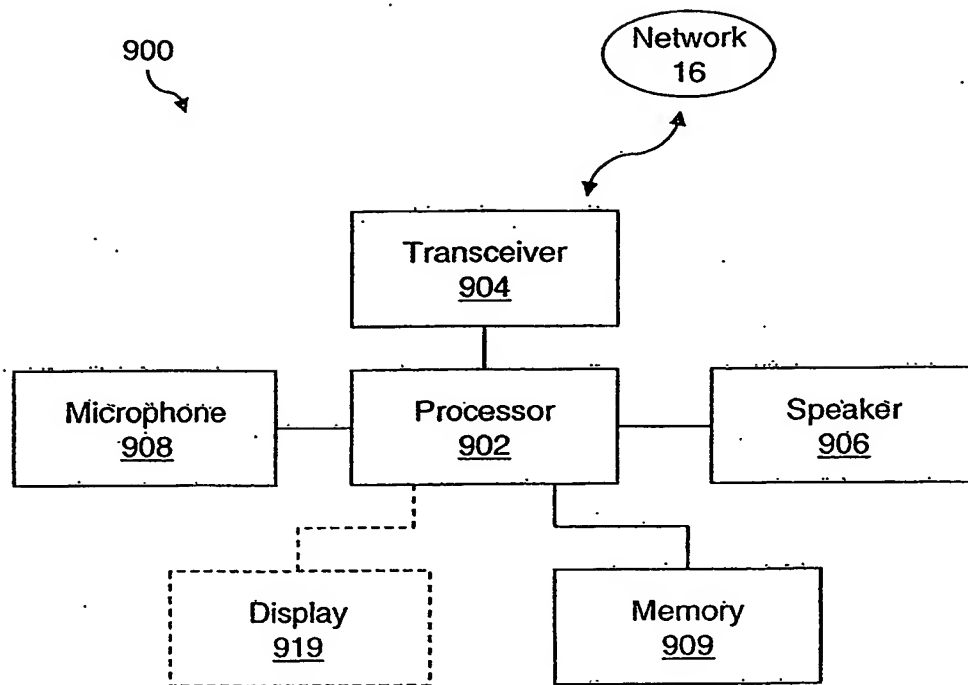 900
Network
16
Transceiver
904
Microphone
908
Processor
902
Speaker
906
Display
919
Memory
909